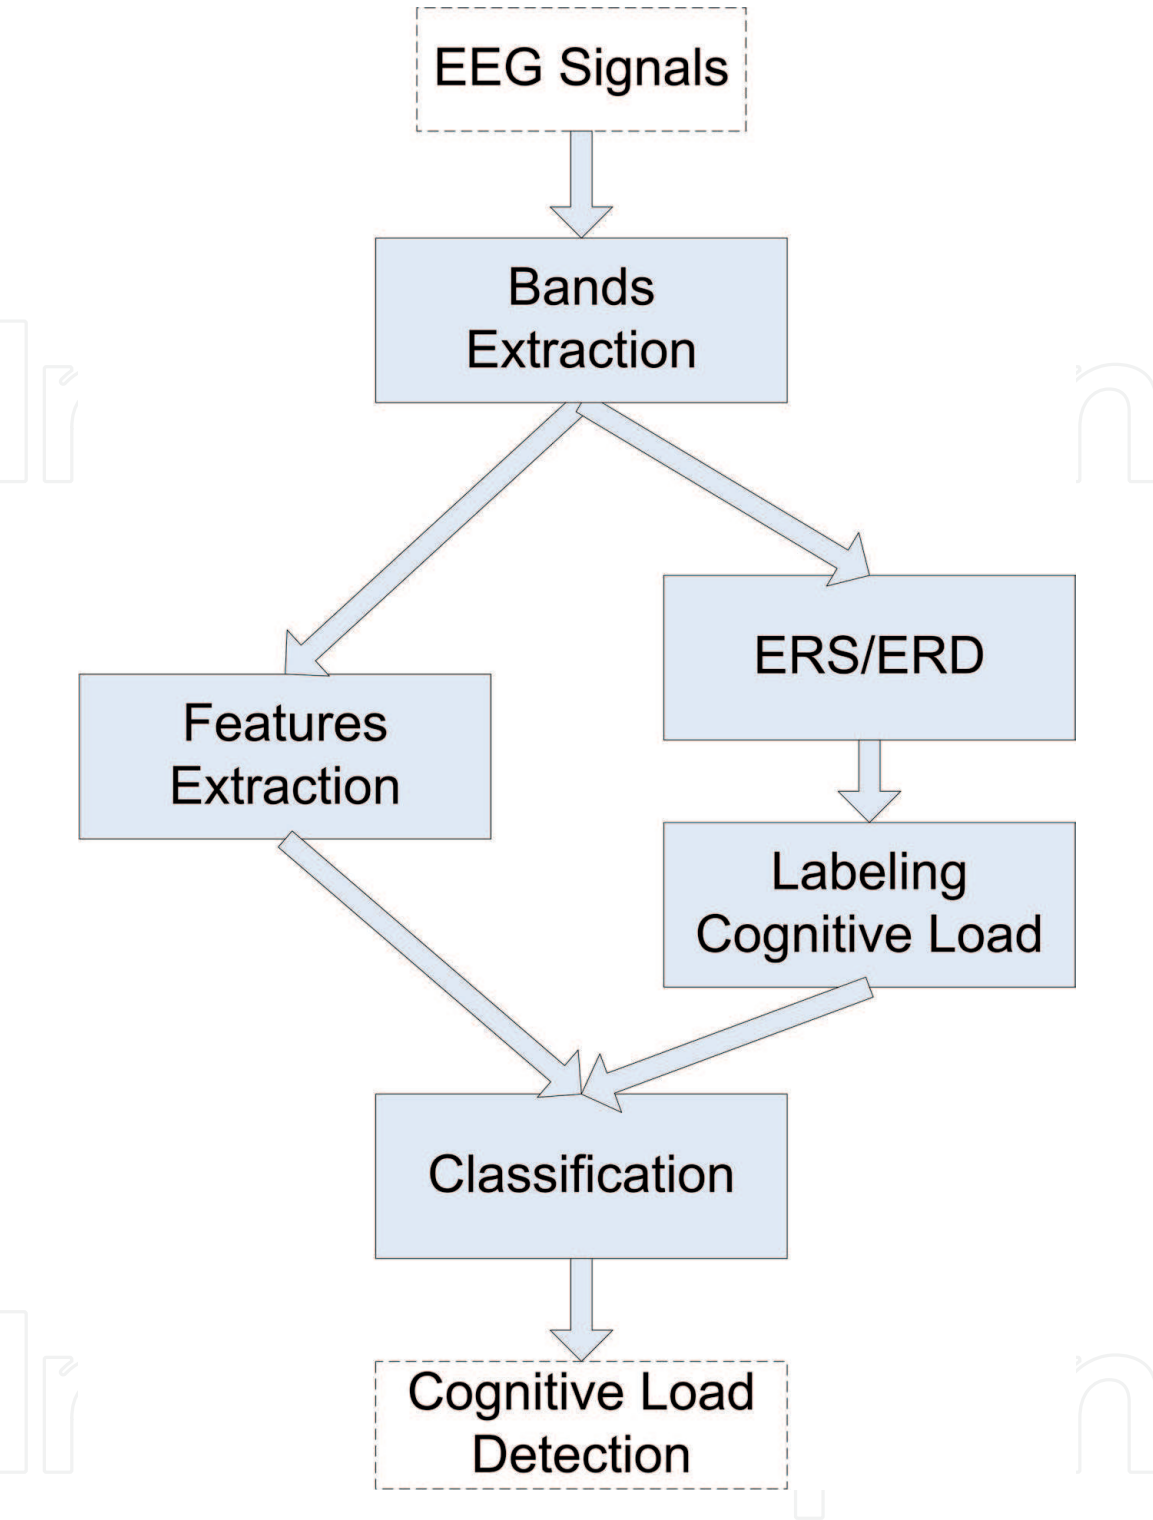 EEG Signals
Bands
Extraction
ERS/ERD
Features
Extraction
Labeling
Cognitive Load
Classification
Cognitive Load
Detection